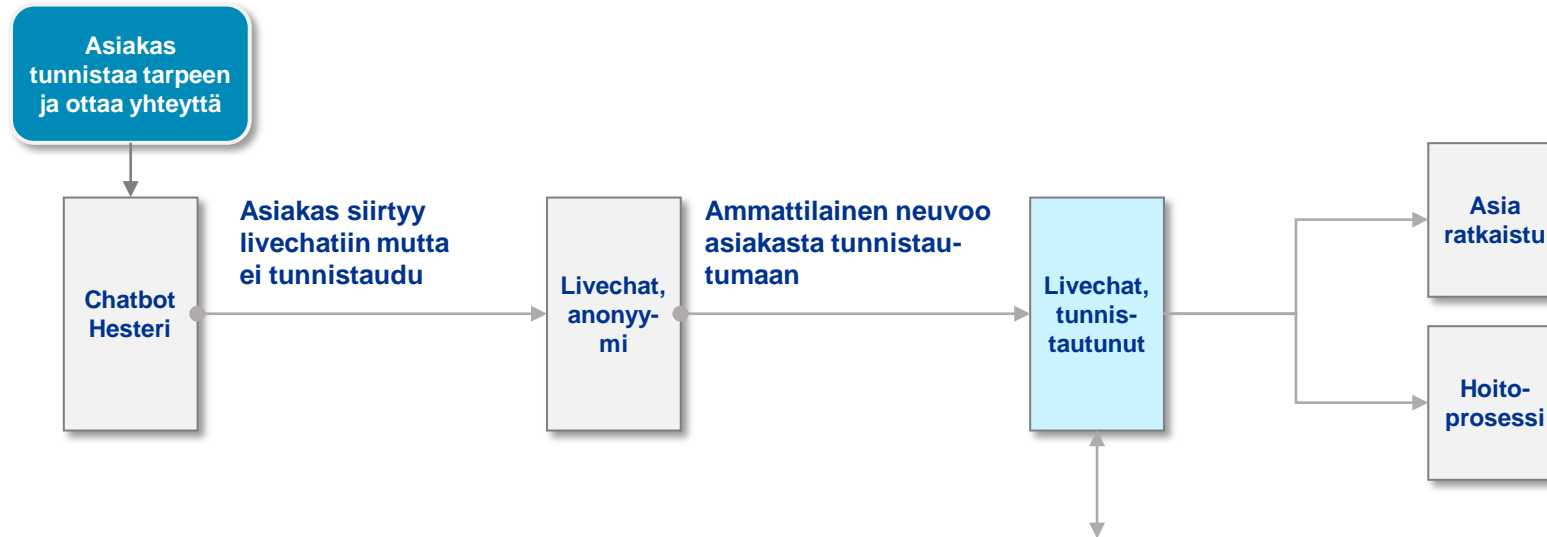 Asiakas
tunnistaa tarpeen
ja ottaa yhteyttä
Chatbot
Hesteri
Asiakas siirtyy
livechatiin mutta
ei tunnistaudu
Livechat,
anonyy-
mi
Ammattilainen neuvoo
asiakasta tunnistau-
tumaan
Livechat,
tunnis-
tautunut
Asia
ratkaistu
Hoito-
prosessi